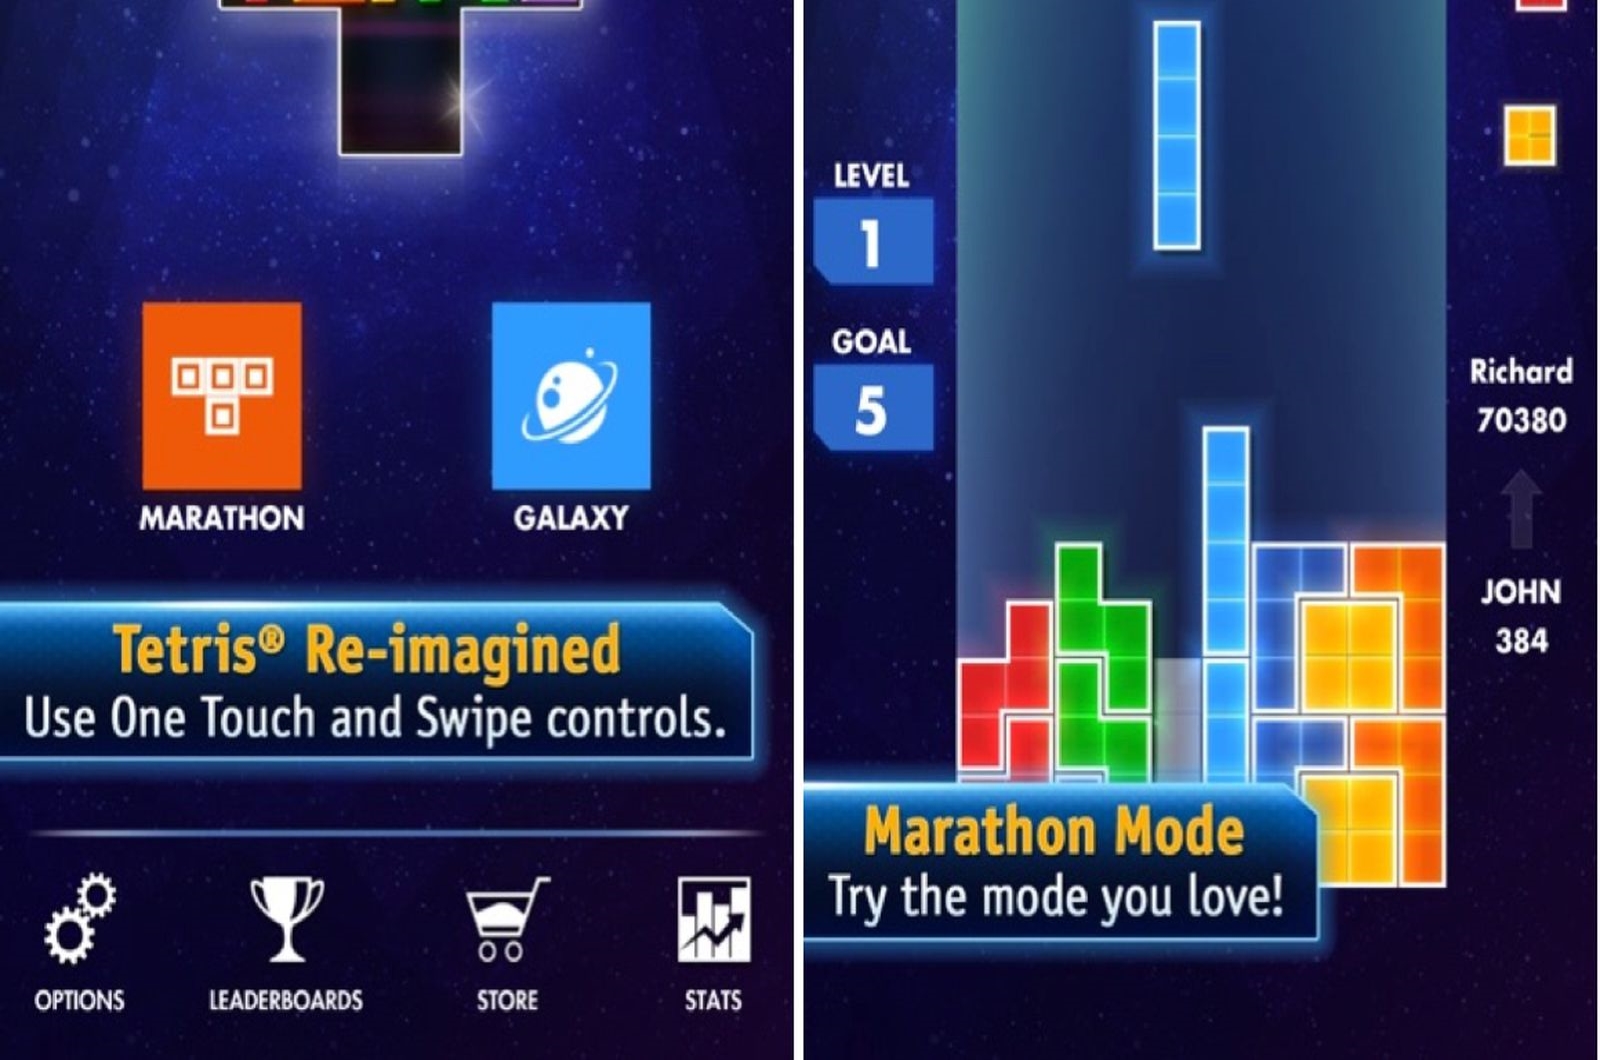 MARATHON
GALAXY
Tetris® Re-imagined
Use One Touch and Swipe controls.
OPTIONS
LEADERBOARDS
STORE
STATS
LEVEL
1
GOAL
5
Richard
70380
JOHN
384
Marathon Mode
Try the mode you love!